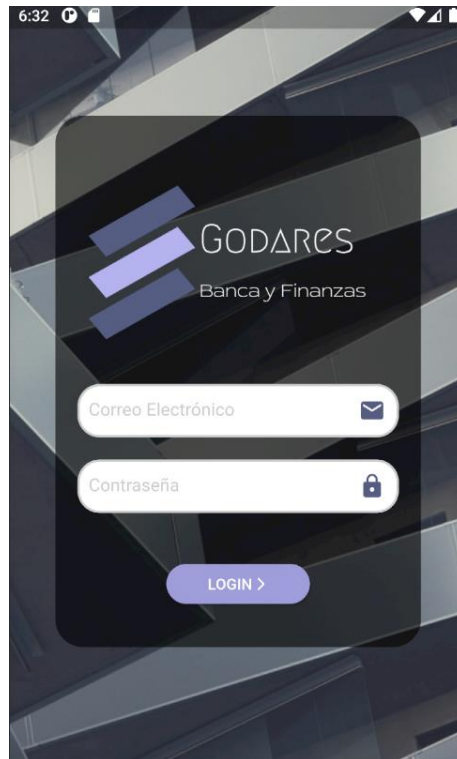 6:32
GODARES
Banca y Finanzas
Correo Electrónico
Contraseña
LOGIN >